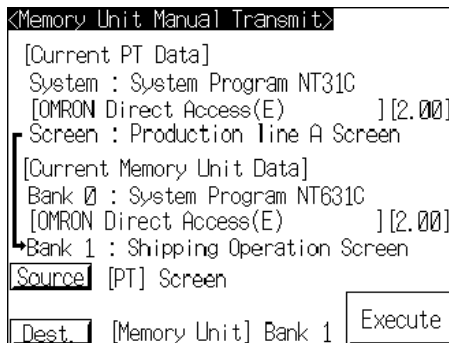 <Memory Unit Manual Transmit>
[Current PT Data]
System : System Program NT31C
[OMRON Direct Access(E) ][2.00]
Screen : Production line A Screen
[Current Memory Unit Data]
Bank 0 : System Program NT631C
[OMRON Direct Access(E) ][2.00]
Bank 1 : Shipping Operation Screen
Source [PT] Screen
Execute
Dest. [Memory Unit] Bank 1